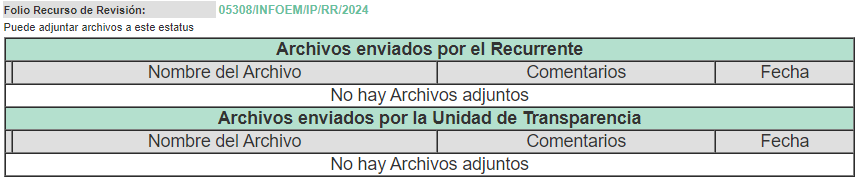 Folio Recurso de Revisión: 05308/INFOEM/IP/RR/2024
Puede adjuntar archivos a este estatus
Archivos enviados por el Recurrente
Nombre del Archivo Comentarios Fecha
No hay Archivos adjuntos
Archivos enviados por la Unidad de Transparencia
Nombre del Archivo Comentarios Fecha
No hay Archivos adjuntos